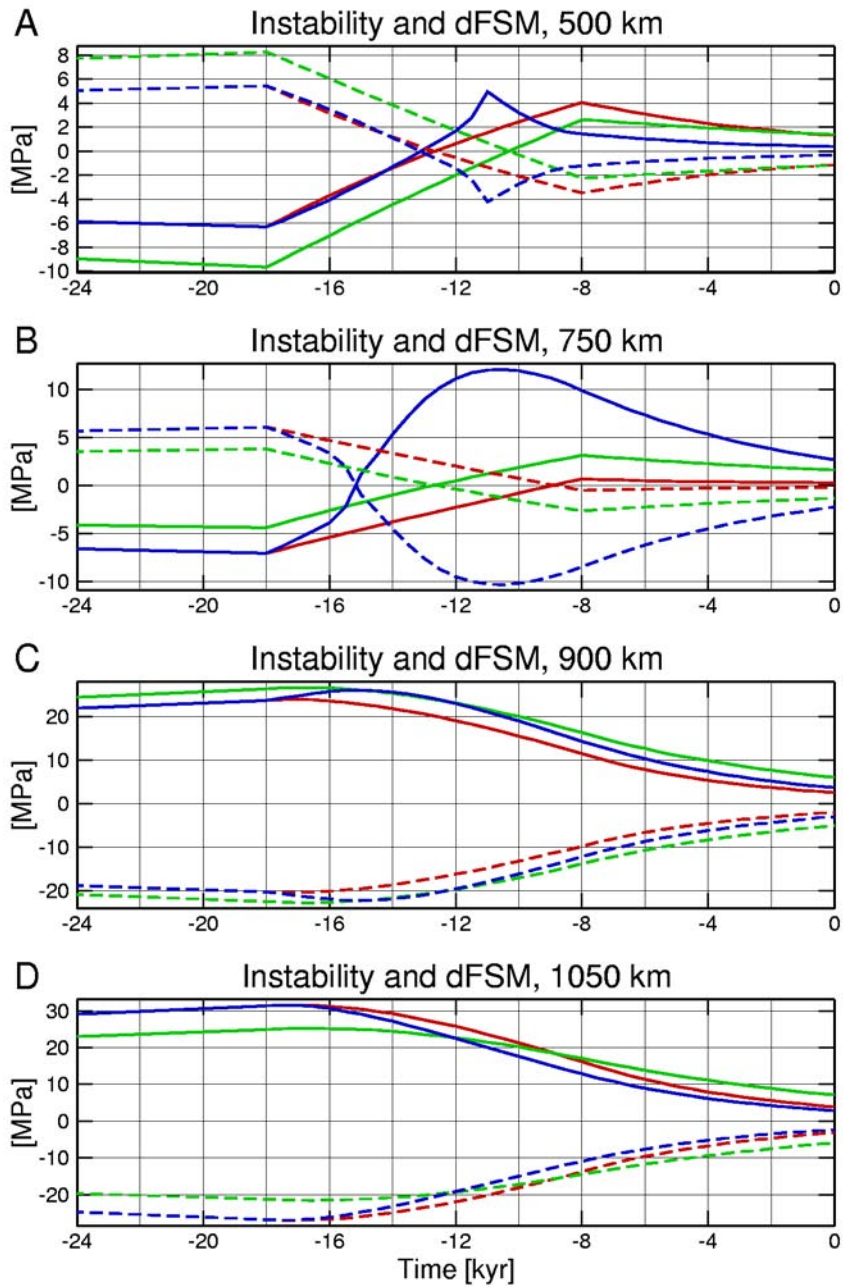 A Instability and dFSM, 500 km
8
6
4
2
0
-2
-4
-6
-8
-10
[MPa]
-24 -20 -16 -12 -8 -4 0
B Instability and dFSM, 750 km
10
5
0
-5
-10
[MPa]
-24 -20 -16 -12 -8 -4 0
C Instability and dFSM, 900 km
20
10
0
-10
-20
[MPa]
-24 -20 -16 -12 -8 -4 0
D Instability and dFSM, 1050 km
30
20
10
0
-10
-20
[MPa]
-24 -20 -16 -12 -8 -4 0
Time [kyr]